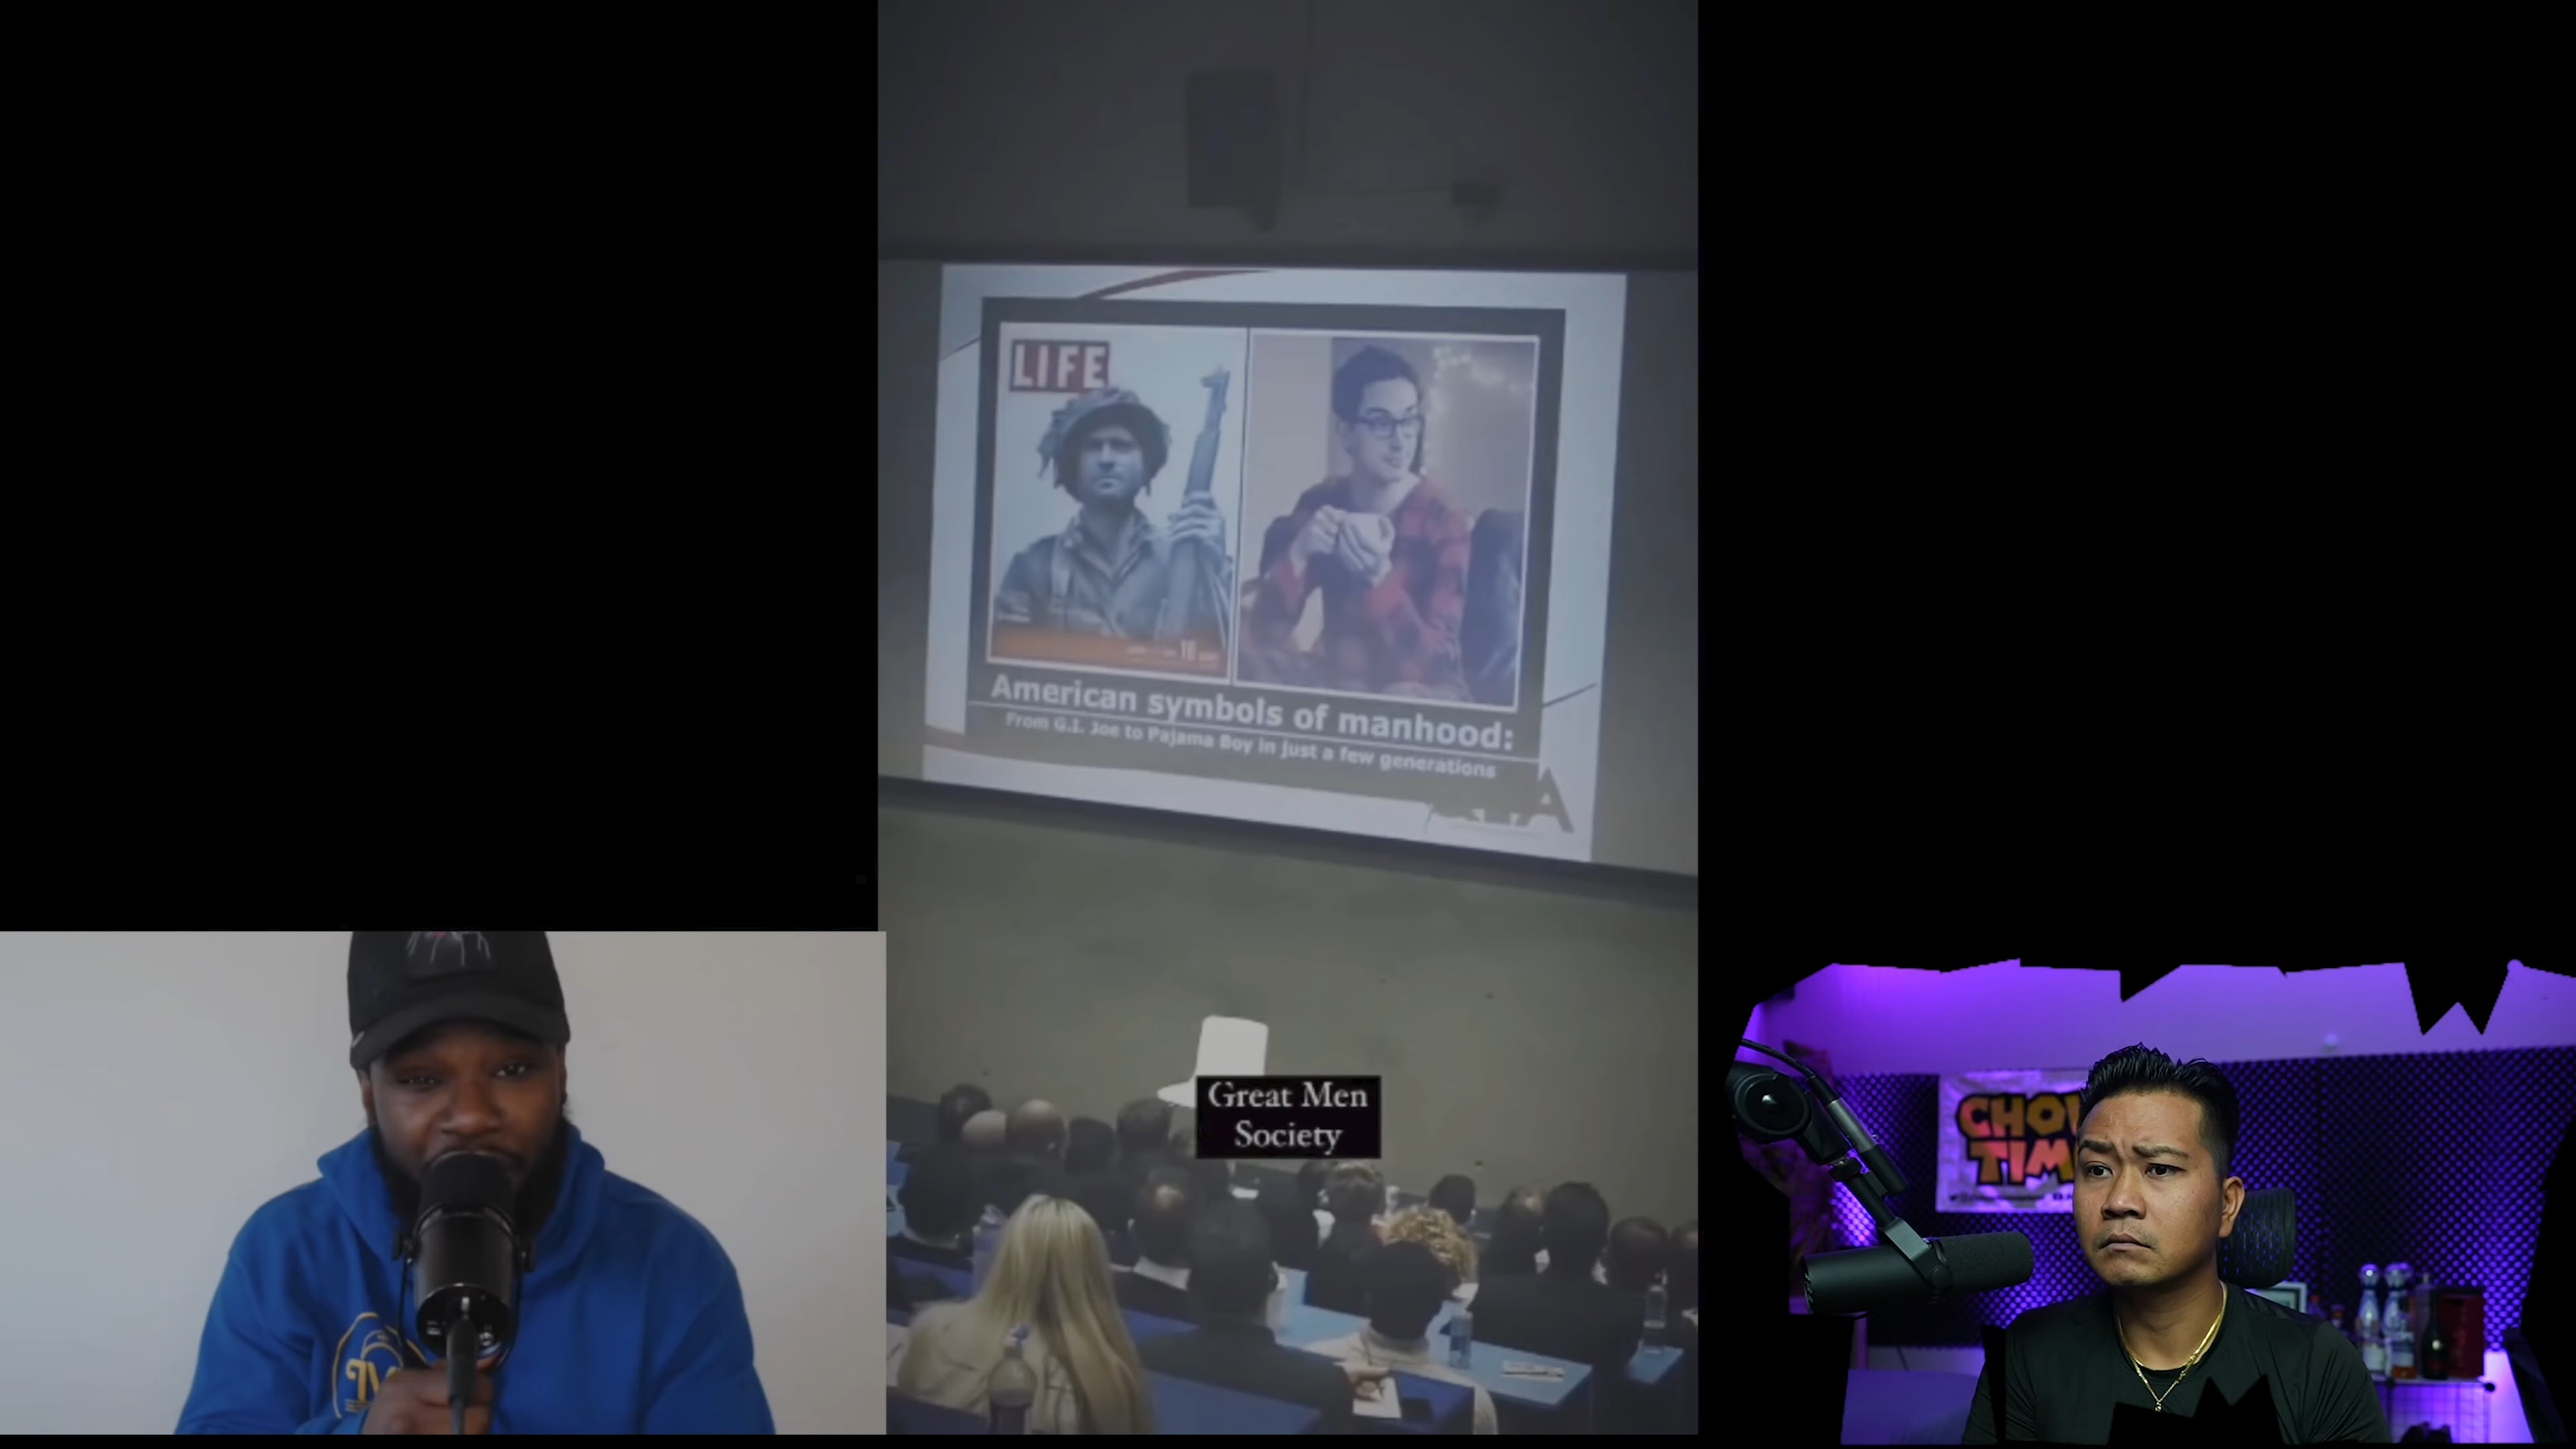 LIFE
American symbols of manhood:
From G.I. Joe to Pajama Boy in just a few generations
Great Men
Society